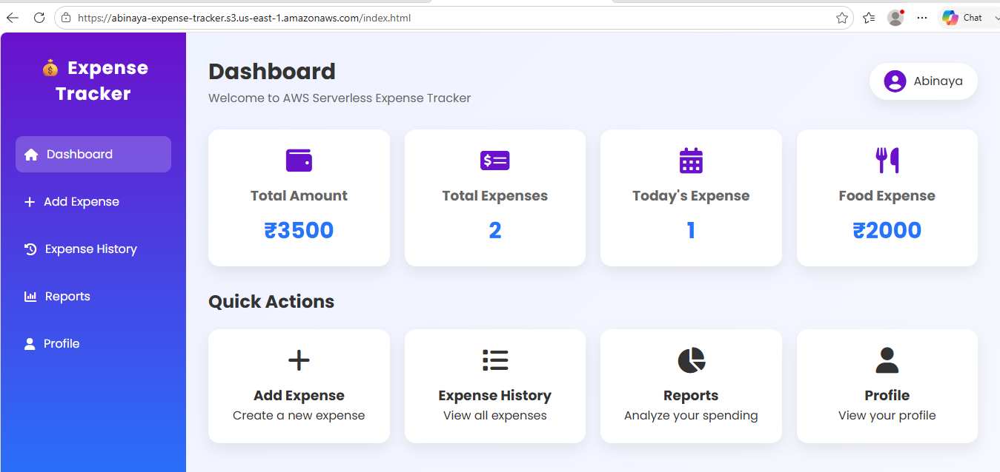 https://abinaya-expense-tracker.s3.us-east-1.amazonaws.com/index.html
Chat
Expense
Tracker
Dashboard
Add Expense
Expense History
Reports
Profile
Dashboard
Welcome to AWS Serverless Expense Tracker
Abinaya
Total Amount
₹3500
Total Expenses
2
Today's Expense
1
Food Expense
₹2000
Quick Actions
Add Expense
Create a new expense
Expense History
View all expenses
Reports
Analyze your spending
Profile
View your profile